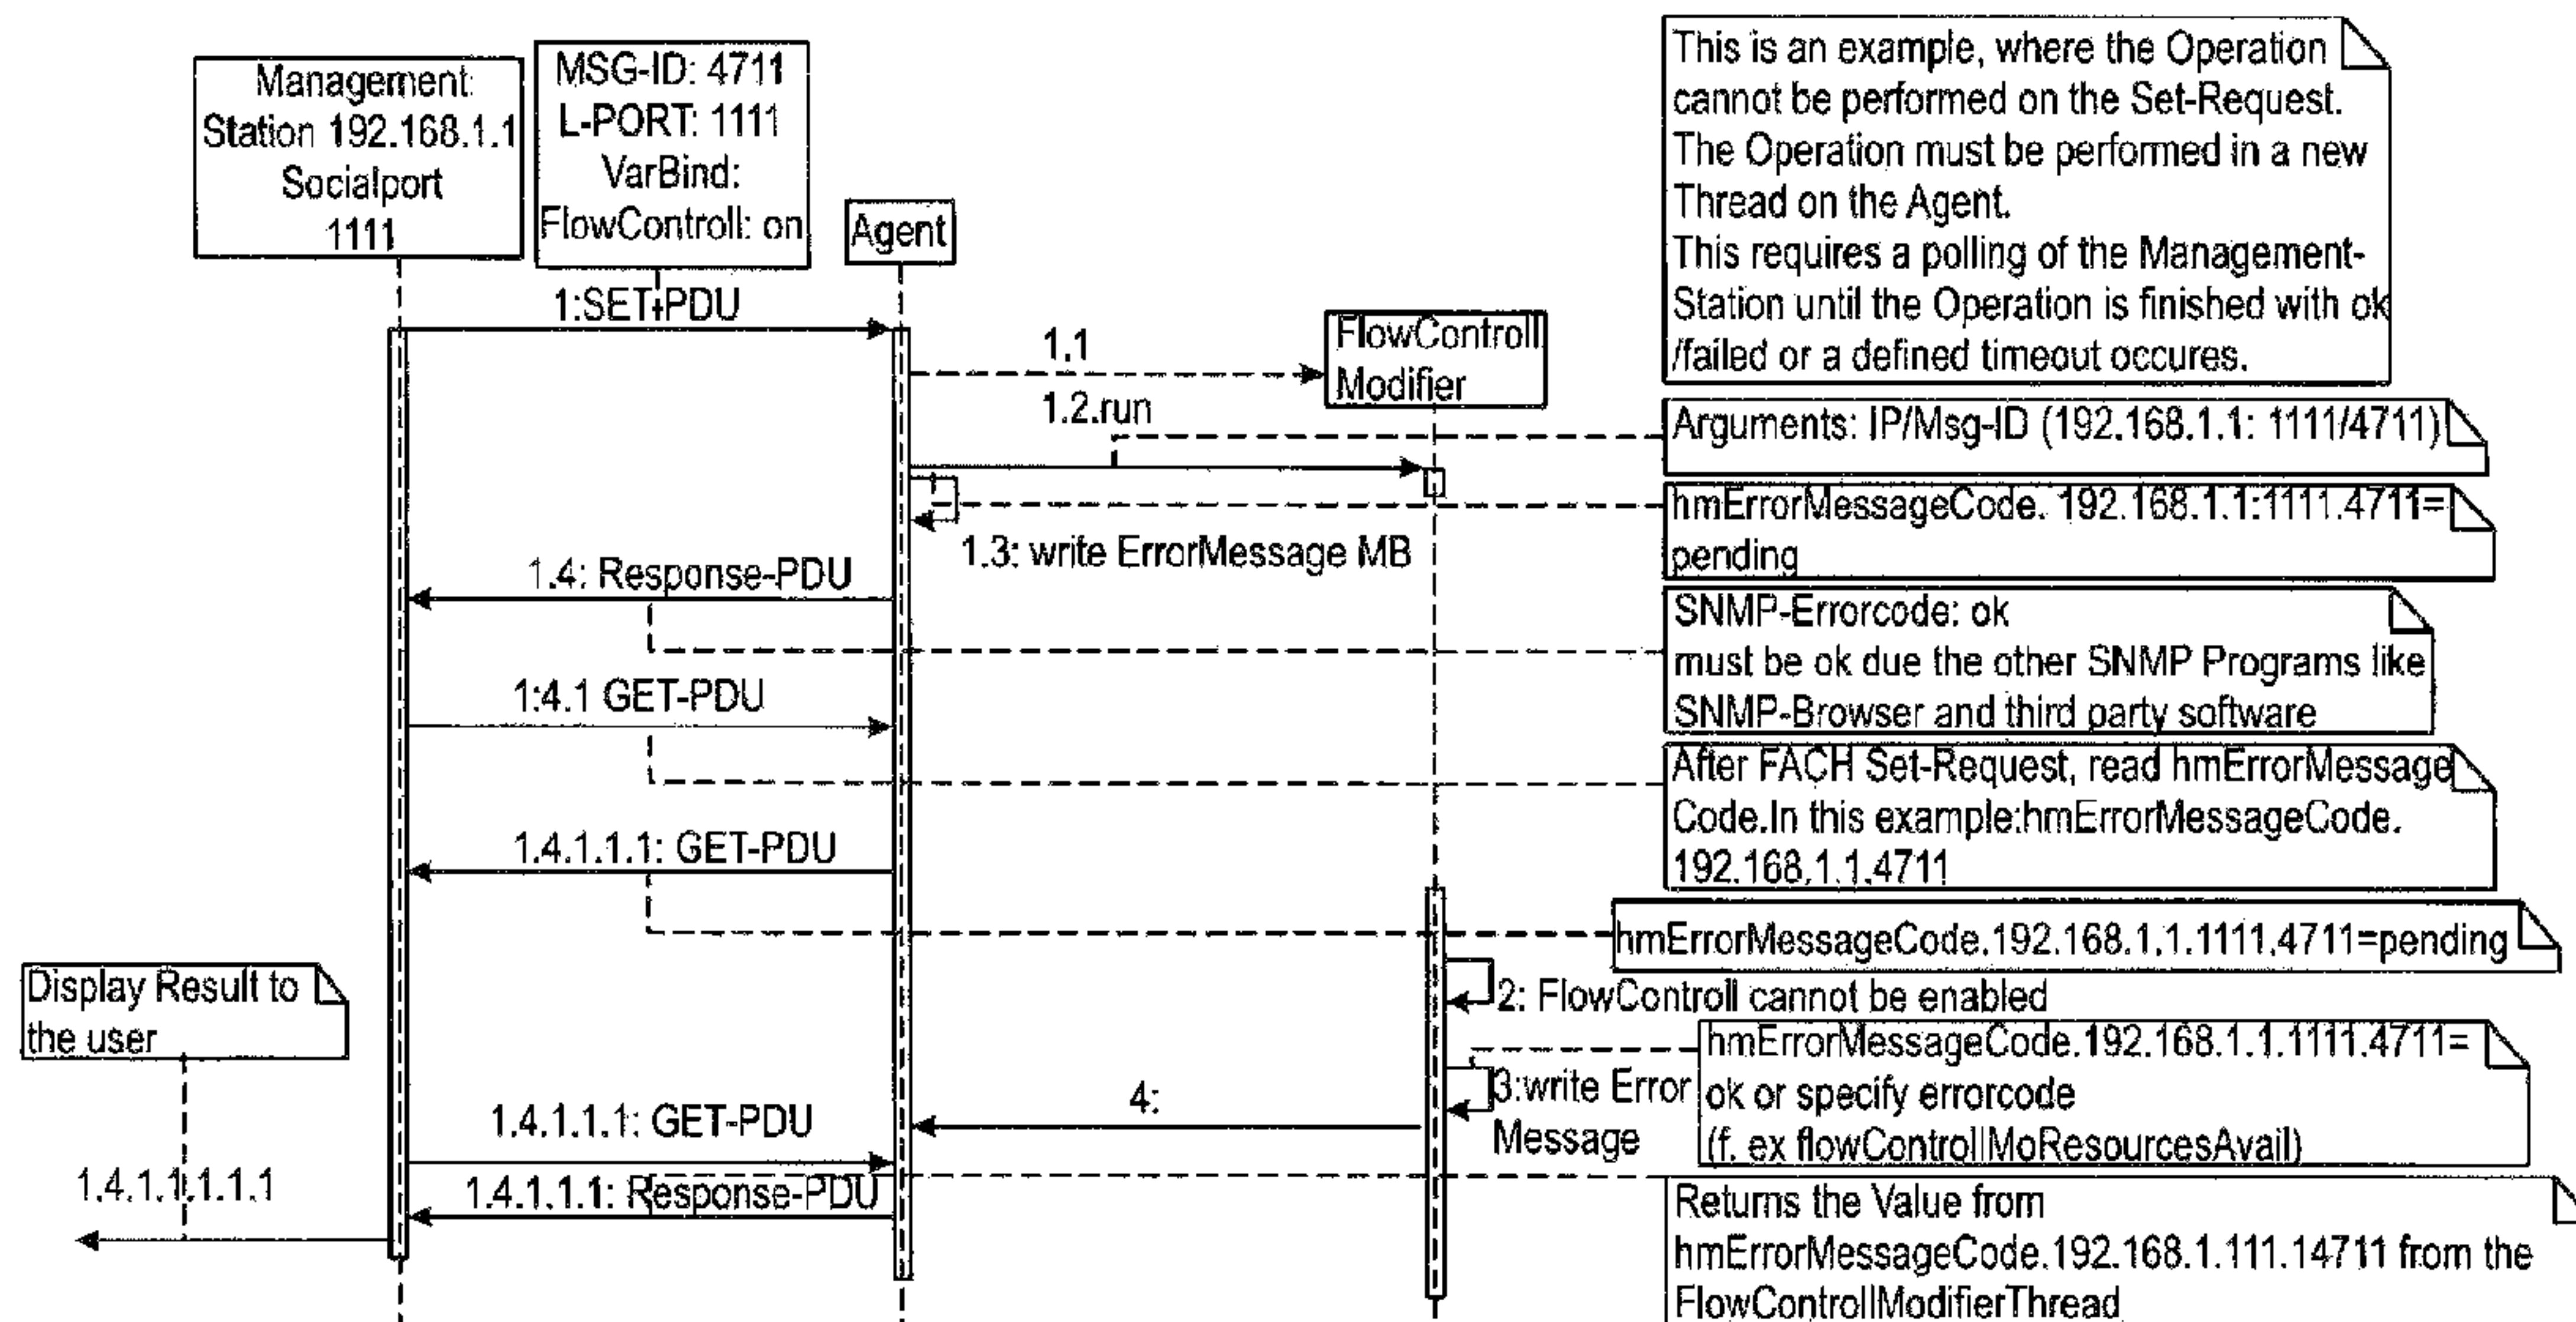 Management:
Station 192.168.1.1
Socialport
1111
MSG-ID: 4711
L-PORT: 1111
VarBind:
FlowControll: on
Agent
This is an example, where the Operation
cannot be performed on the Set-Request.
The Operation must be performed in a new
Thread on the Agent.
This requires a polling of the Management-
Station until the Operation is finished with ok
/failed or a defined timeout occures.
1:SET-PDU
1.1
FlowControll
Modifier
1.2.run
Arguments: IP/Msg-ID (192.168.1.1: 1111/4711)
hmErrorMessageCode. 192.168.1.1:1111.4711=
pending
1.3: write ErrorMessage MB
1.4: Response-PDU
SNMP-Errorcode: ok
must be ok due the other SNMP Programs like
SNMP-Browser and third party software
1:4.1 GET-PDU
After FACH Set-Request, read hmErrorMessage
Code.In this example:hmErrorMessageCode.
192.168.1.1.4711
1.4.1.1.1: GET-PDU
hmErrorMessageCode.192.168.1.1.1111.4711=pending
2: FlowControll cannot be enabled
Display Result to
the user
hmErrorMessageCode.192.168.1.1.1111.4711=
ok or specify errorcode
(f. ex flowControllMoResourcesAvail)
3:write Error
Message
4:
1.4.1.1.1: GET-PDU
1.4.1.1.1: Response-PDU
1.4.1.1.1.1.1
Returns the Value from
hmErrorMessageCode.192.168.1.111.14711 from the
FlowControllModifierThread